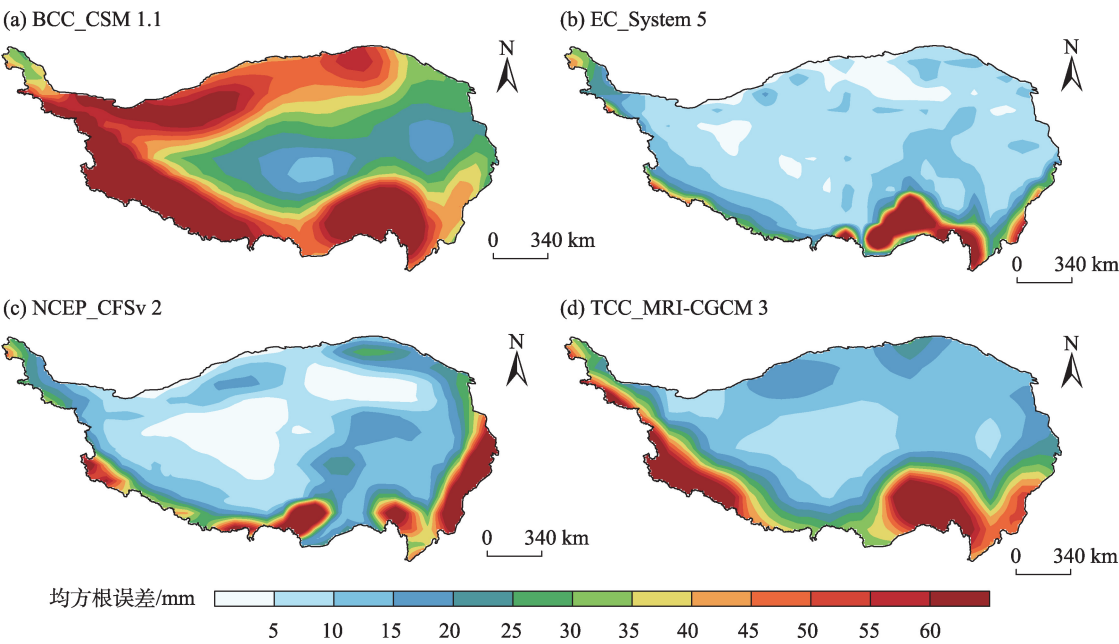 (a) BCC_CSM 1.1
(b) EC_System 5
N
N
0 340 km
0 340 km
(c) NCEP_CFSv 2
(d) TCC_MRI-CGCM 3
N
N
0 340 km
0 340 km
均方根误差/mm
5 10 15 20 25 30 35 40 45 50 55 60